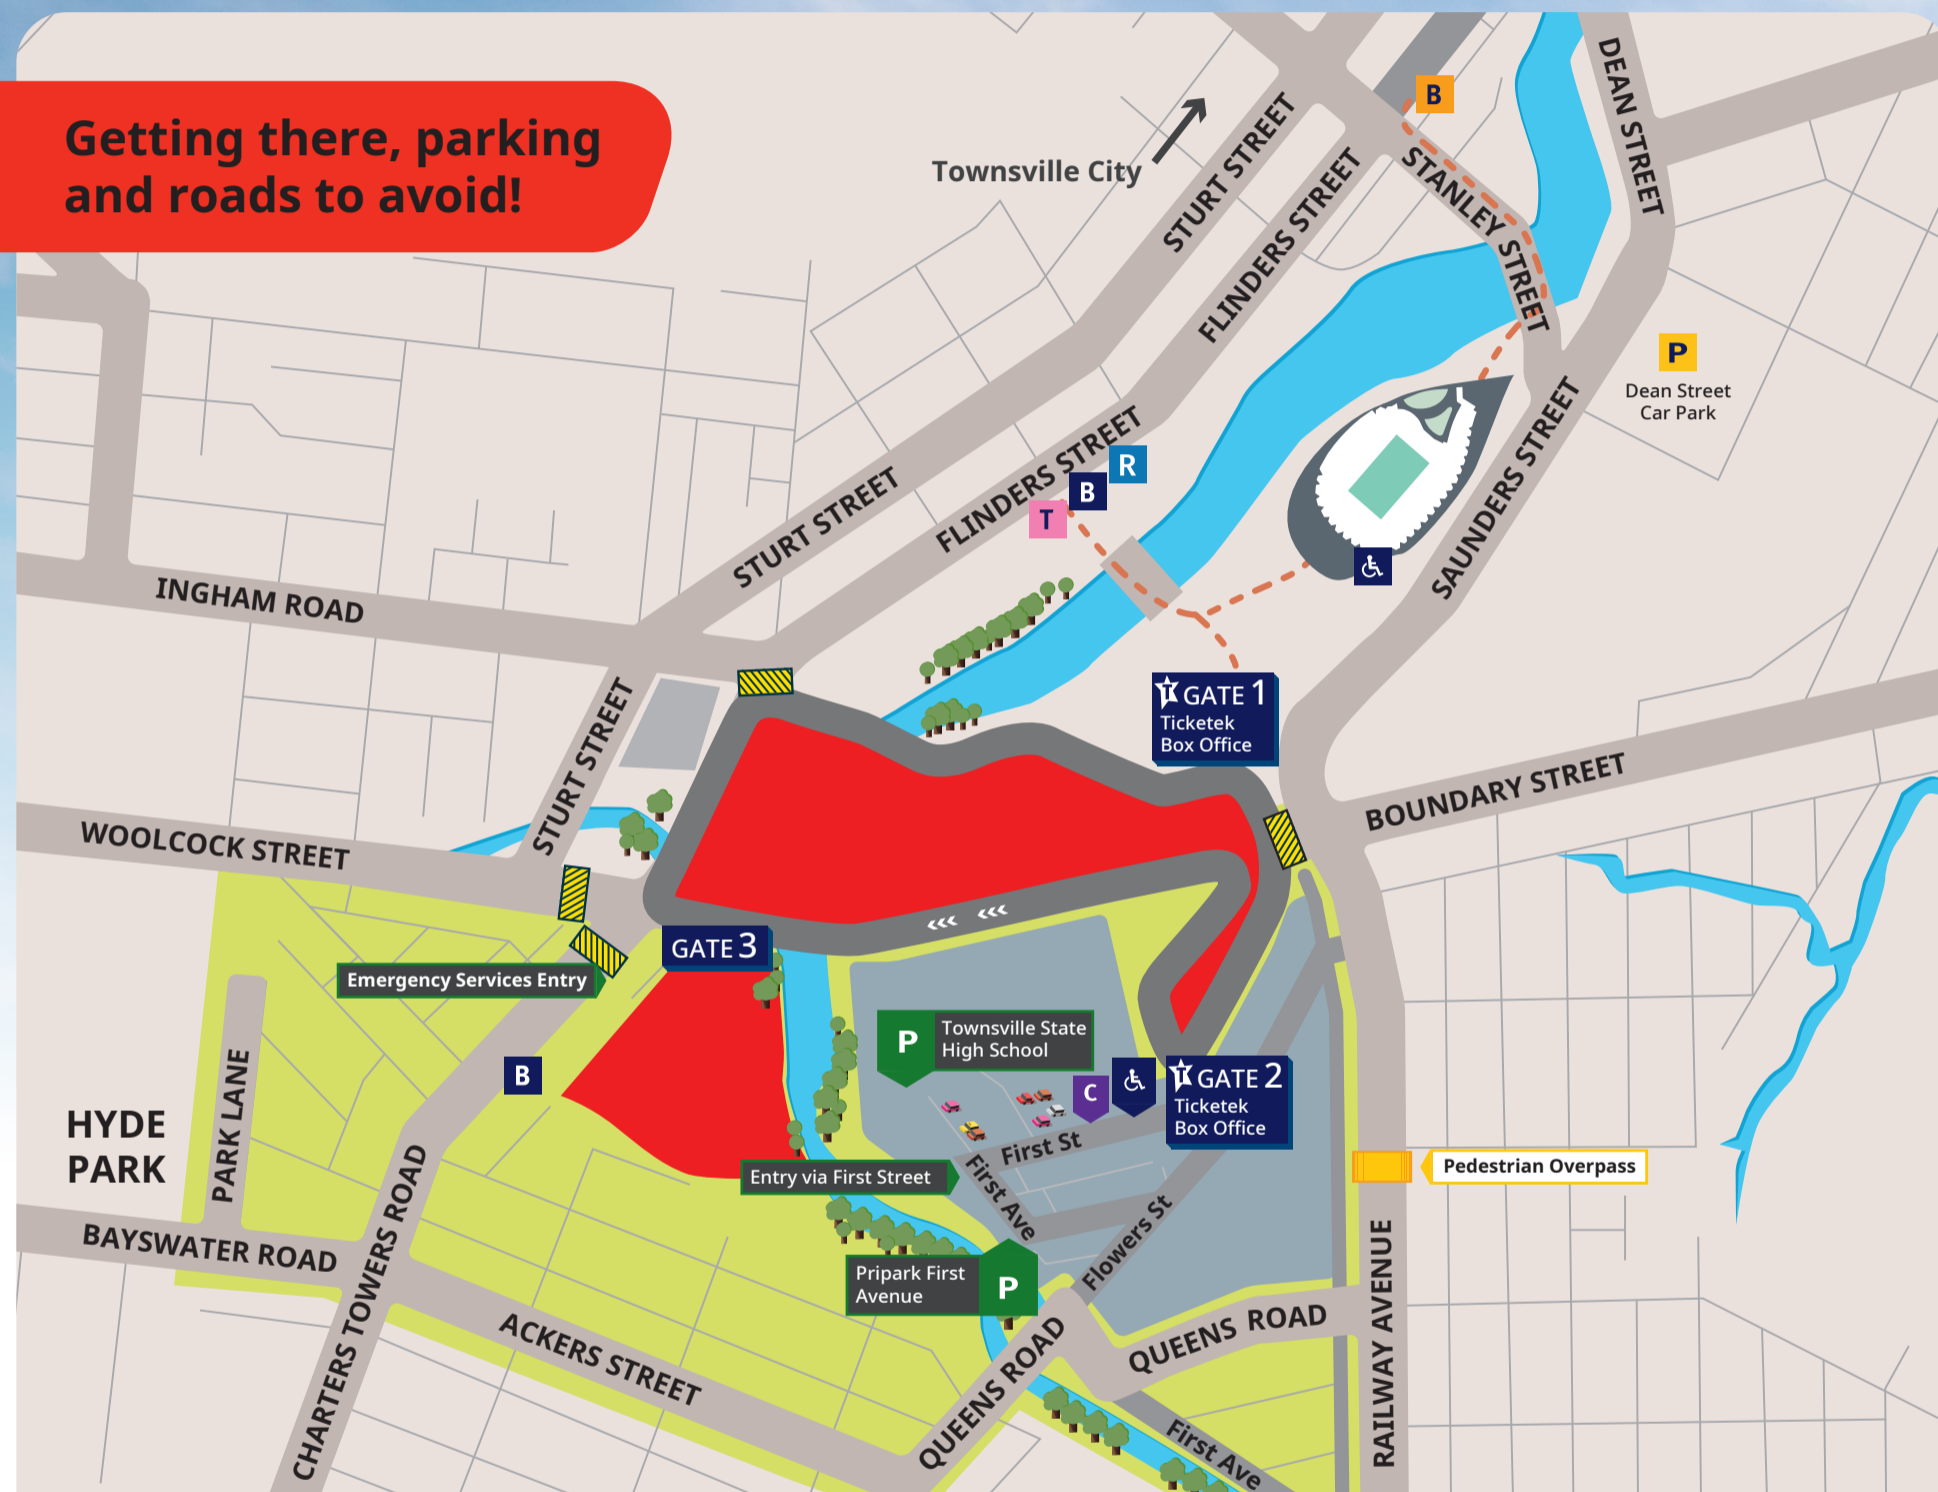 Getting there, parking
and roads to avoid!
Townsville City
STURT STREET
FLINDERS STREET
B
STANLEY STREET
DEAN STREET
P
Dean Street
Car Park
STURT STREET
FLINDERS STREET
R
B
T
SAUNDERS STREET
INGHAM ROAD
GATE 1
Ticketek
Box Office
STURT STREET
BOUNDARY STREET
WOOLCOCK STREET
GATE 3
Emergency Services Entry
B
P
Townsville State
High School
C
GATE 2
Ticketek
Box Office
First St
HYDE
PARK
PARK LANE
Entry via First Street
First Ave
Pedestrian Overpass
BAYSWATER ROAD
CHARTERS TOWERS ROAD
Pripark First
Avenue
P
Flowers St
ACKERS STREET
QUEENS ROAD
QUEENS ROAD
RAILWAY AVENUE
First Ave